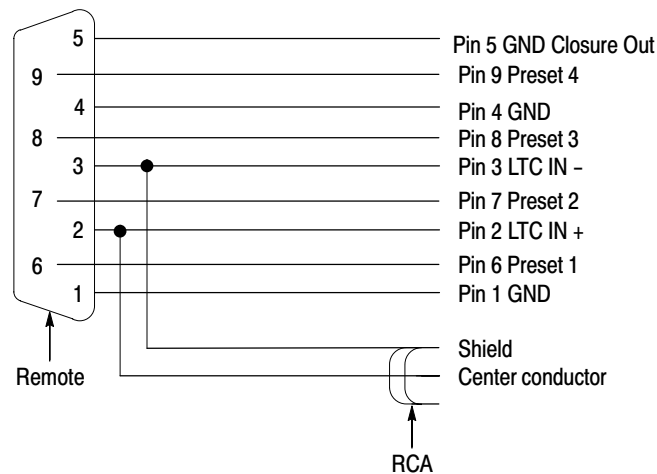 5 Pin 5 GND Closure Out
9 Pin 9 Preset 4
4 Pin 4 GND
8 Pin 8 Preset 3
3 Pin 3 LTC IN –
7 Pin 7 Preset 2
2 Pin 2 LTC IN +
6 Pin 6 Preset 1
1 Pin 1 GND
Shield
Remote Center conductor
RCA